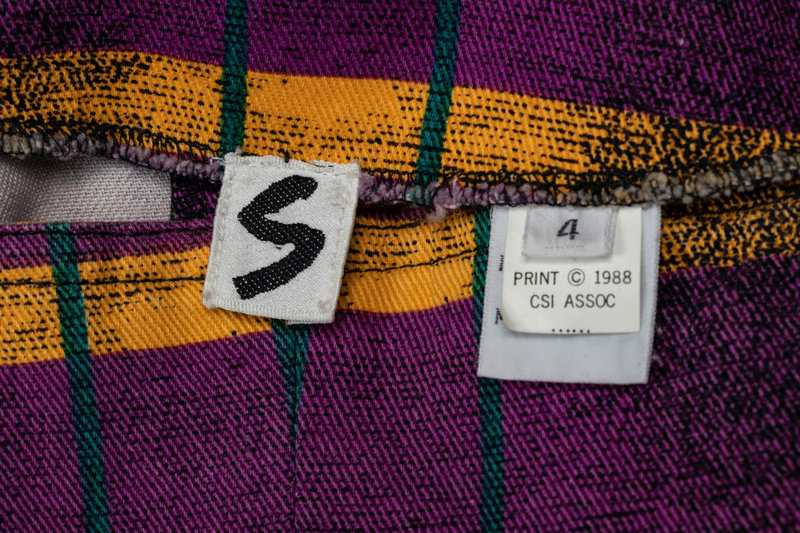 S
4
PRINT © 1988
CSI ASSOC